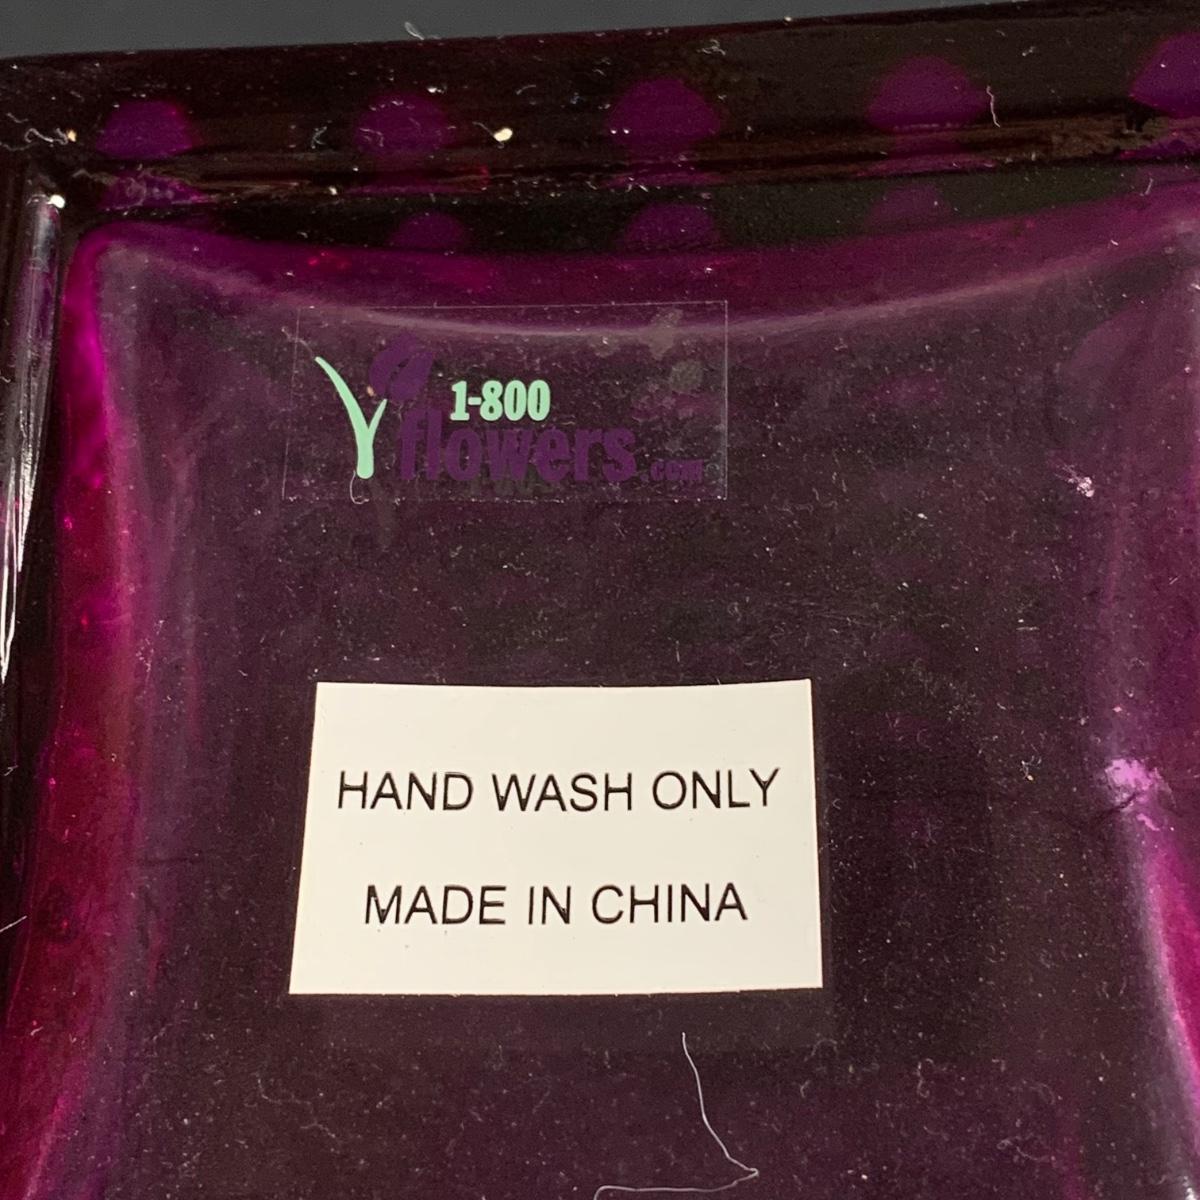 1-800
flowers.com
HAND WASH ONLY
MADE IN CHINA